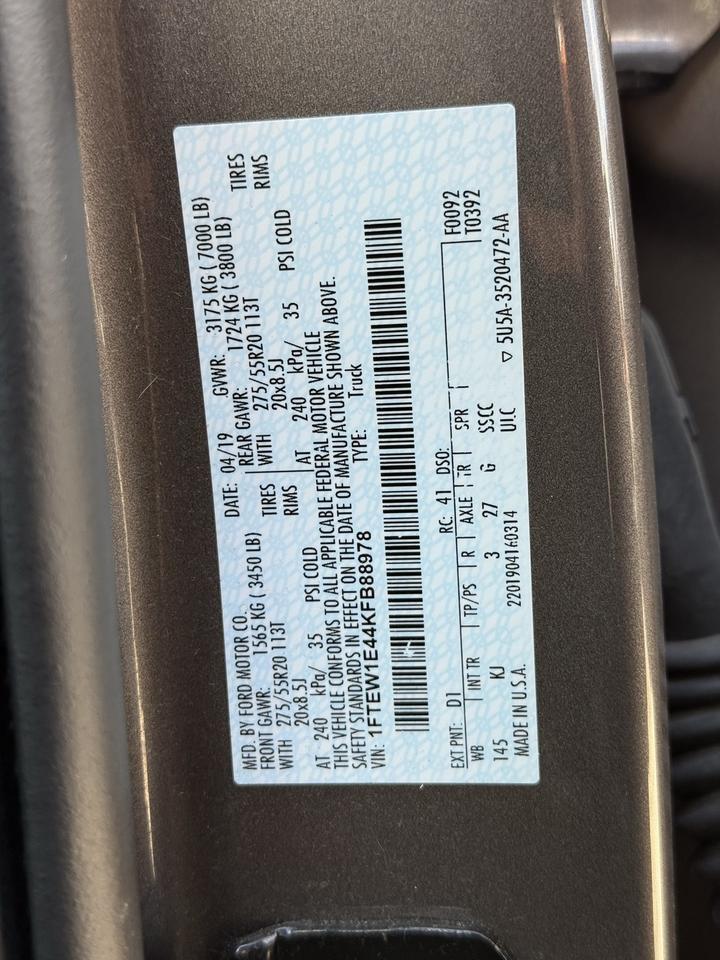 MFD. BY FORD MOTOR CO.
DATE: 04/19 GVWR: 3175 KG ( 7000 LB)
FRONT GAWR: 1565 KG ( 3450 LB) REAR GAWR: 1724 KG ( 3800 LB)
WITH 275/55R20 113T TIRES WITH 275/55R20 113T TIRES
20x8.5J RIMS 20x8.5J RIMS
AT 240 kPa/ 35 PSI COLD AT 240 kPa/ 35 PSI COLD
THIS VEHICLE CONFORMS TO ALL APPLICABLE FEDERAL MOTOR VEHICLE
SAFETY STANDARDS IN EFFECT ON THE DATE OF MANUFACTURE SHOWN ABOVE.
VIN: 1FTEW1E44KFB88978 TYPE: Truck
EXT PNT: D1 RC: 41 DSO: F0092
WB INT TR TP/PS R AXLE TR SPR T0392
145 KJ 3 27 G SSCC
MADE IN U.S.A. 2201904160314 ULC ▽ 5U5A-3520472-AA